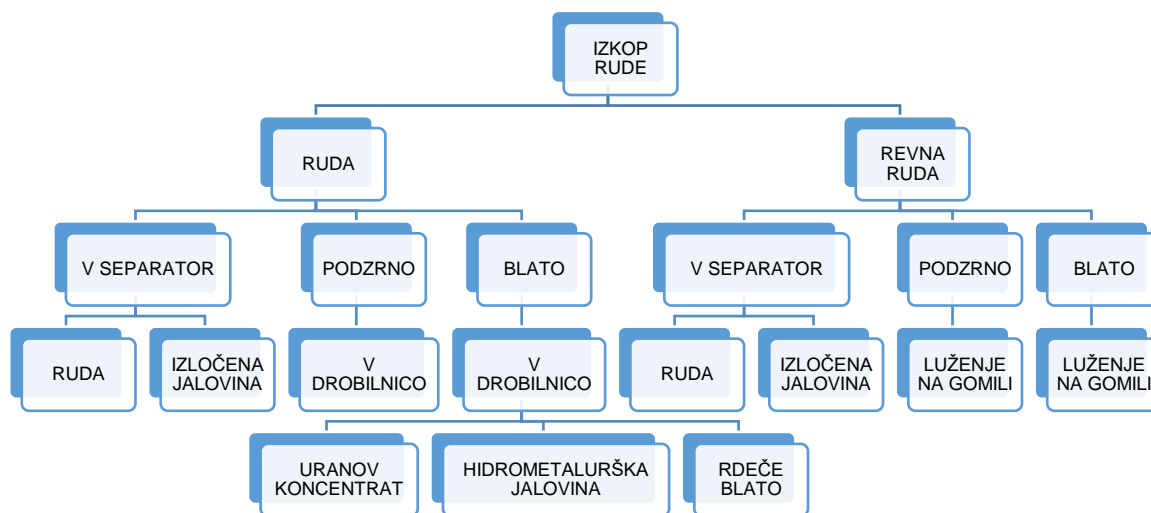 IZKOP
RUDE
RUDA
REVNA
RUDA
V SEPARATOR
PODZRNO
BLATO
V SEPARATOR
PODZRNO
BLATO
RUDA
IZLOČENA
JALOVINA
V
DROBILNICO
V
DROBILNICO
RUDA
IZLOČENA
JALOVINA
LUŽENJE
NA GOMILI
LUŽENJE
NA GOMILI
URANOV
KONCENTRAT
HIDROMETALURŠKA
JALOVINA
RDEČE
BLATO